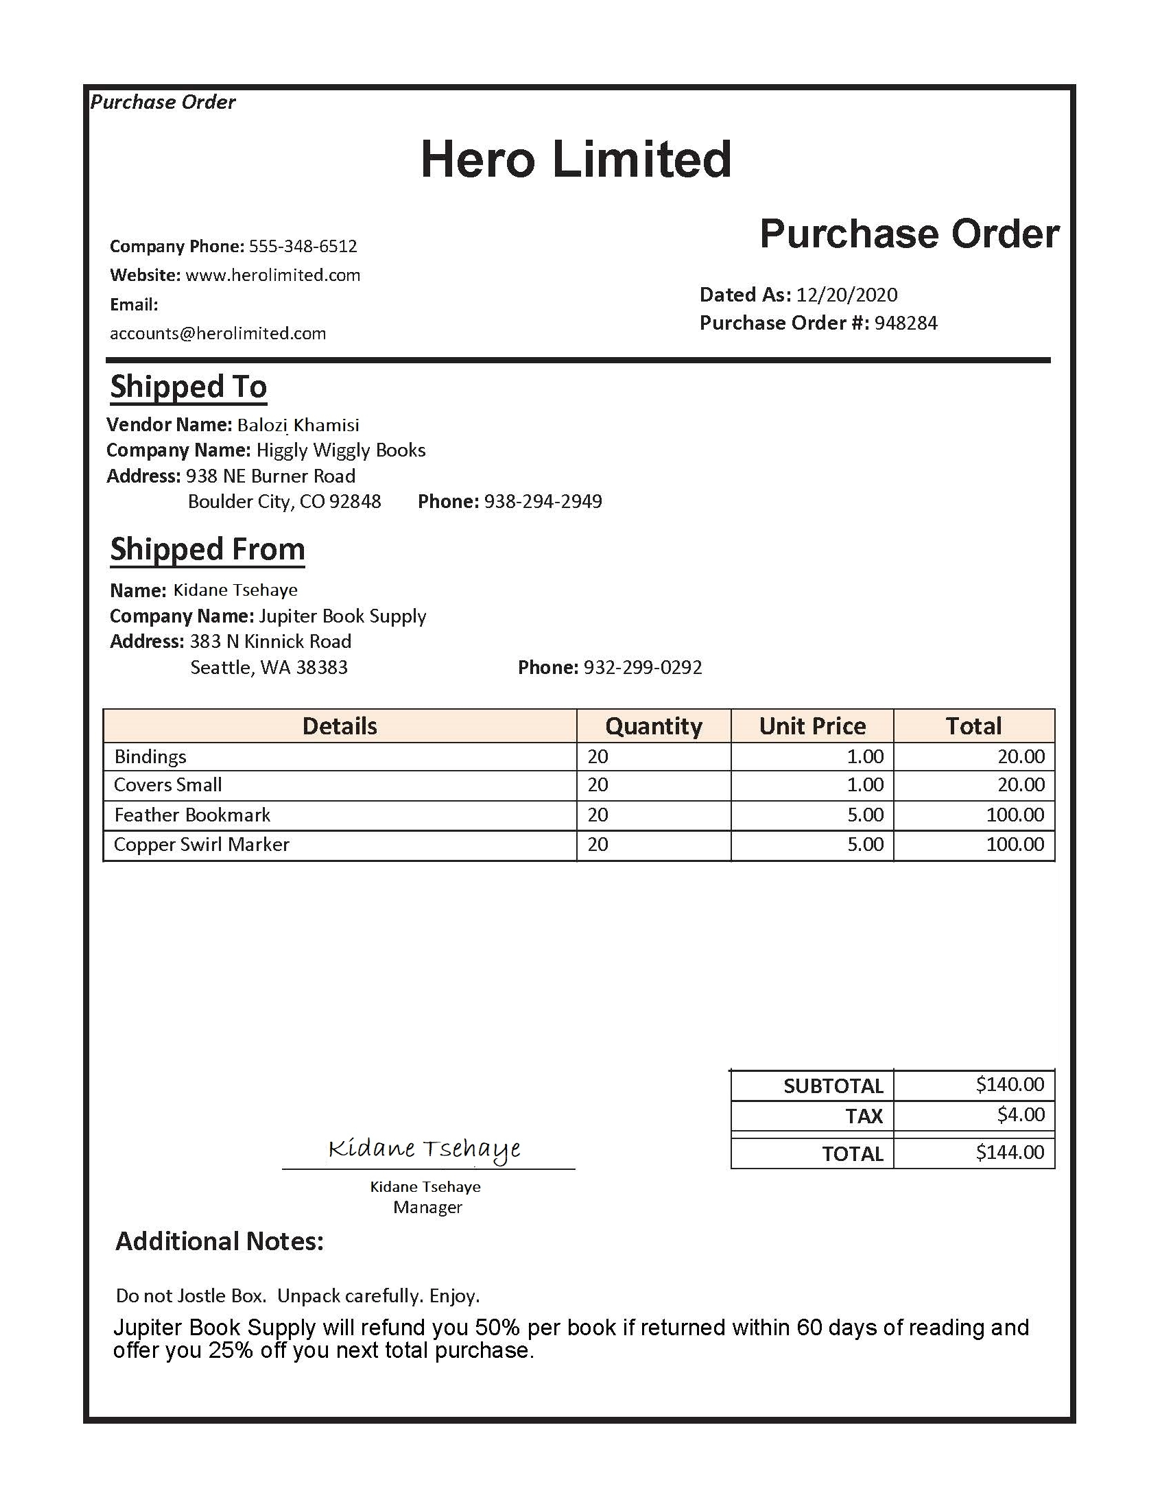 Purchase Order
Hero Limited
Purchase Order
Company Phone: 555-348-6512
Website: www.herolimited.com
Email:
accounts@herolimited.com
Dated As: 12/20/2020
Purchase Order #: 948284
Shipped To
Vendor Name: Balozi Khamisi
Company Name: Higgly Wiggly Books
Address: 938 NE Burner Road
Boulder City, CO 92848 Phone: 938-294-2949
Shipped From
Name: Kidane Tsehaye
Company Name: Jupiter Book Supply
Address: 383 N Kinnick Road
Seattle, WA 38383 Phone: 932-299-0292
Details Quantity Unit Price Total
Bindings 20 1.00 20.00
Covers Small 20 1.00 20.00
Feather Bookmark 20 5.00 100.00
Copper Swirl Marker 20 5.00 100.00
SUBTOTAL $140.00
TAX $4.00
TOTAL $144.00
Kidane Tsehaye
Kidane Tsehaye
Manager
Additional Notes:
Do not Jostle Box. Unpack carefully. Enjoy.
Jupiter Book Supply will refund you 50% per book if returned within 60 days of reading and
offer you 25% off you next total purchase.